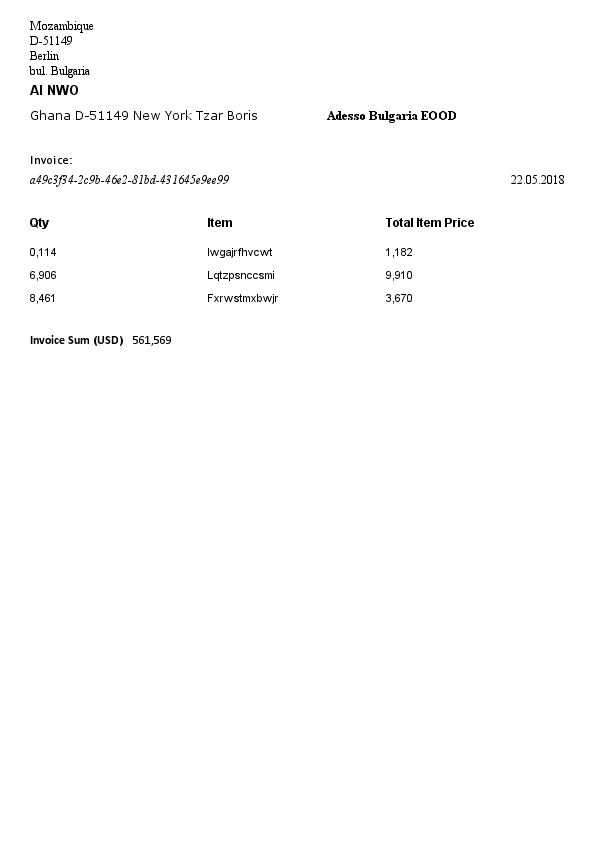 Mozambique
D-51149
Berlin
bul. Bulgaria
AI NWO
Ghana D-51149 New York Tzar Boris Adesso Bulgaria EOOD
Invoice:
a49c3f34-2c9b-46e2-81bd-431645e9ee99 22.05.2018
Qty Item Total Item Price
0,114 Iwgajrfhvcwt 1,182
6,906 Lqtzpsnccsmi 9,910
8,461 Fxrwstmxbwjr 3,670
Invoice Sum (USD) 561,569